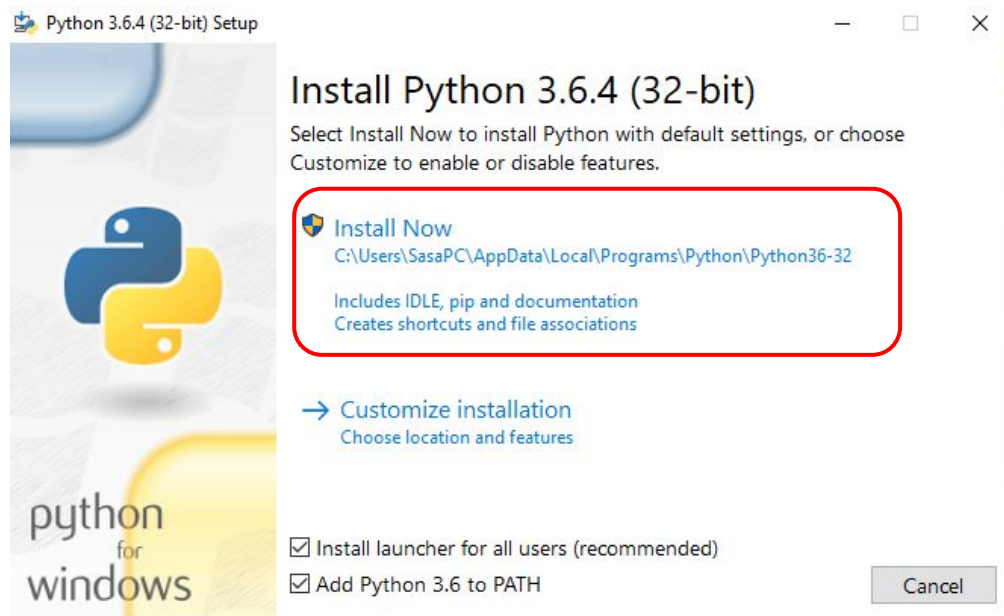 Python 3.6.4 (32-bit) Setup
Install Python 3.6.4 (32-bit)
Select Install Now to install Python with default settings, or choose
Customize to enable or disable features.
Install Now
C:\Users\SasaPC\AppData\Local\Programs\Python\Python36-32
Includes IDLE, pip and documentation
Creates shortcuts and file associations
Customize installation
Choose location and features
python
for
windows
Install launcher for all users (recommended)
Add Python 3.6 to PATH
Cancel